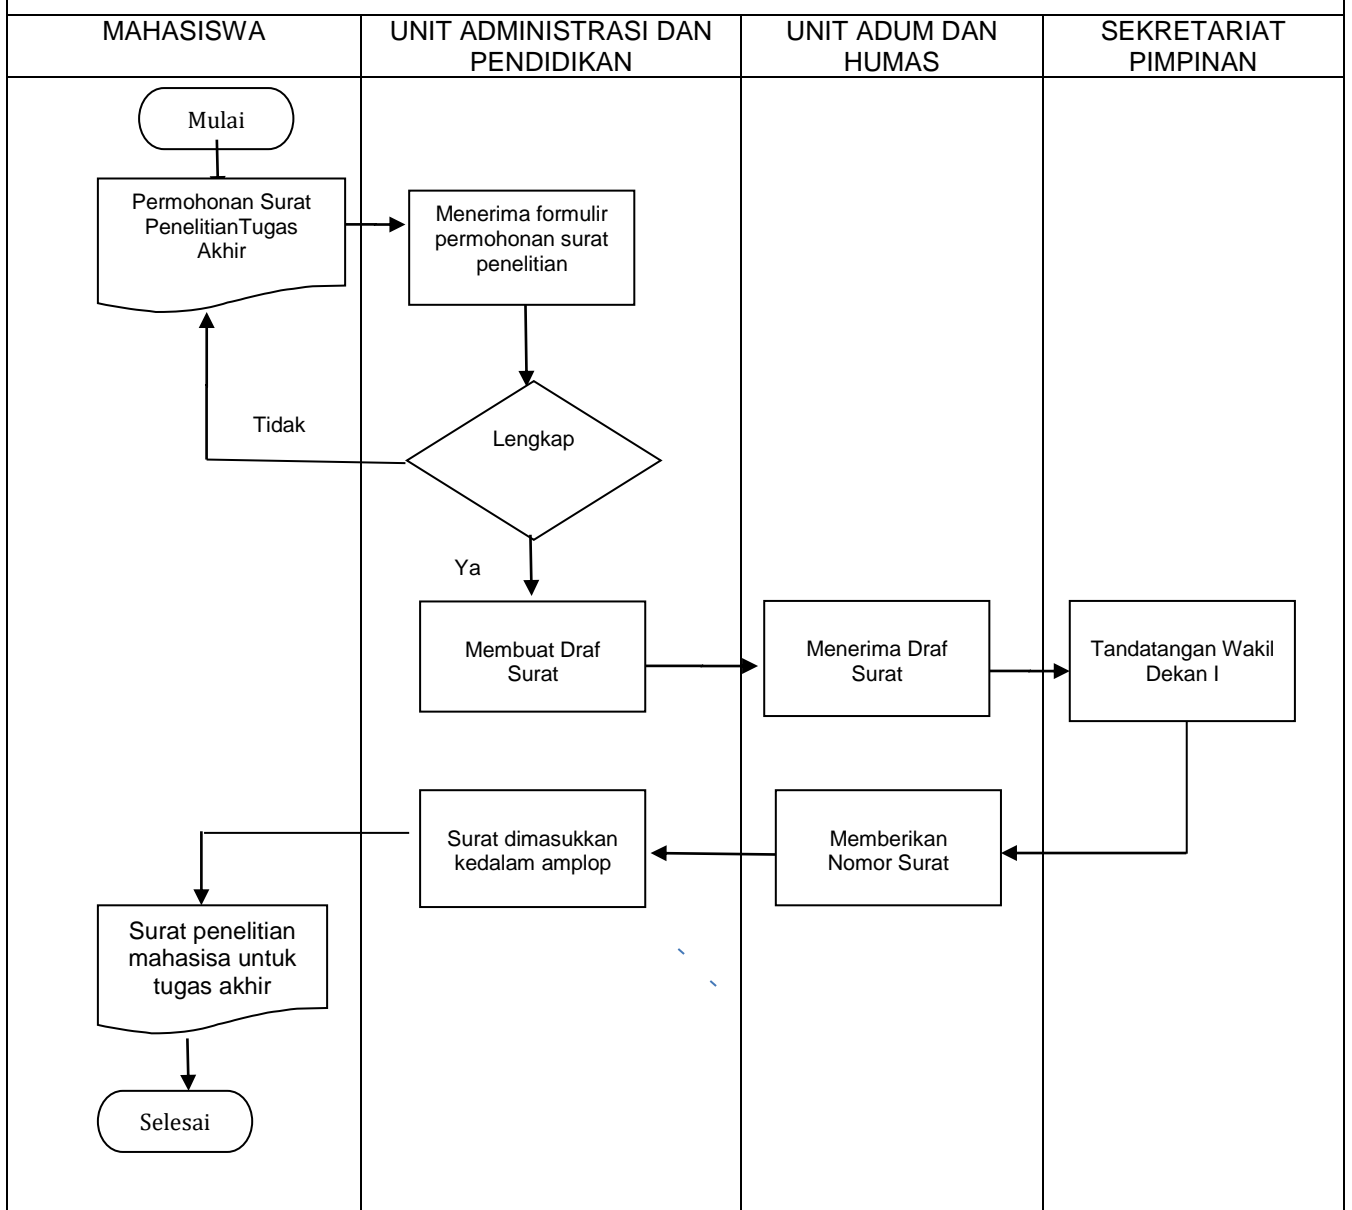 MAHASISWA
UNIT ADMINISTRASI DAN
PENDIDIKAN
UNIT ADUM DAN
HUMAS
SEKRETARIAT
PIMPINAN
Mulai
Permohonan Surat
PenelitianTugas
Akhir
Menerima formulir
permohonan surat
penelitian
Lengkap
Tidak
Ya
Membuat Draf
Surat
Menerima Draf
Surat
Tandatangan Wakil
Dekan I
Surat dimasukkan
kedalam amplop
Memberikan
Nomor Surat
Surat penelitian
mahasisa untuk
tugas akhir
Selesai